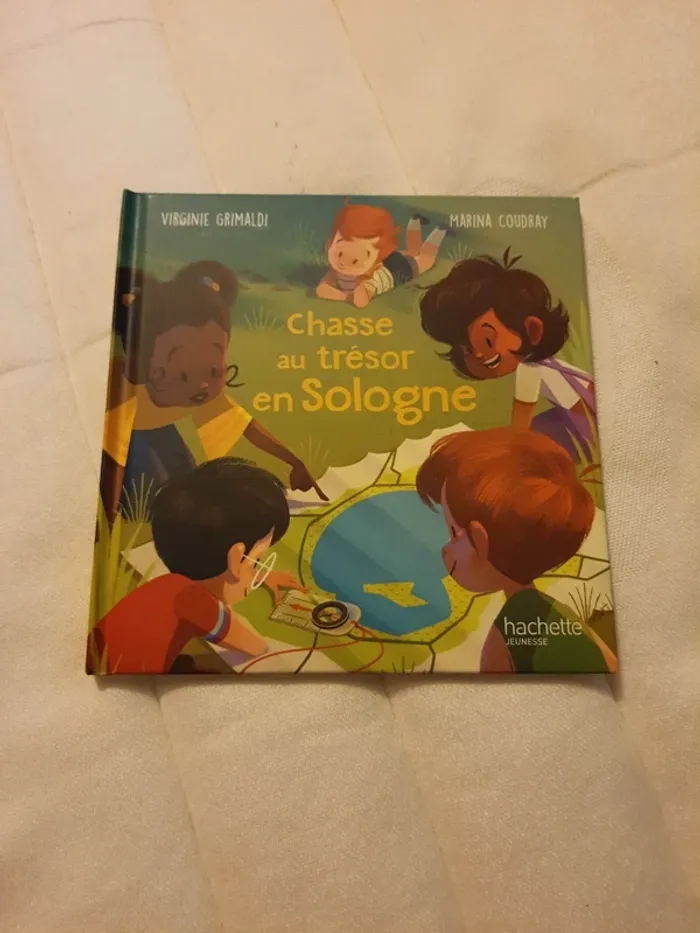 VIRGINIE GRIMALDI
MARINA COUDRAY
Chasse
au trésor
en Sologne
hachette
JEUNESSE